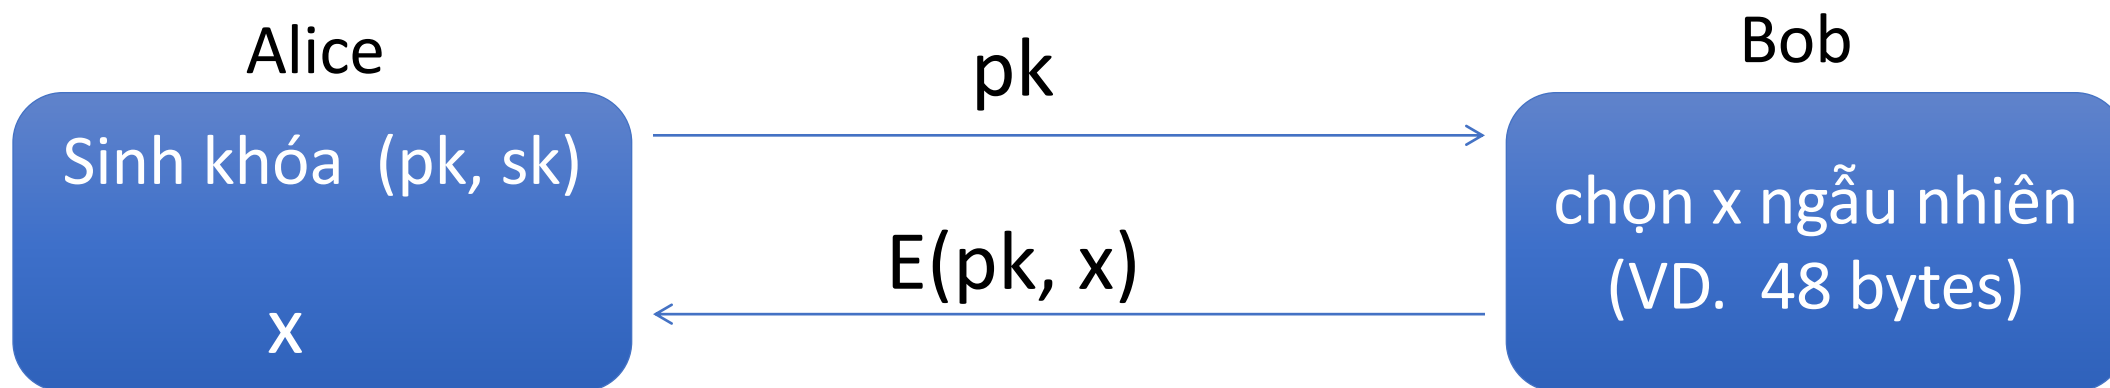 Alice
Sinh khóa (pk, sk)
x
pk
E(pk, x)
Bob
chọn x ngẫu nhiên
(VD. 48 bytes)